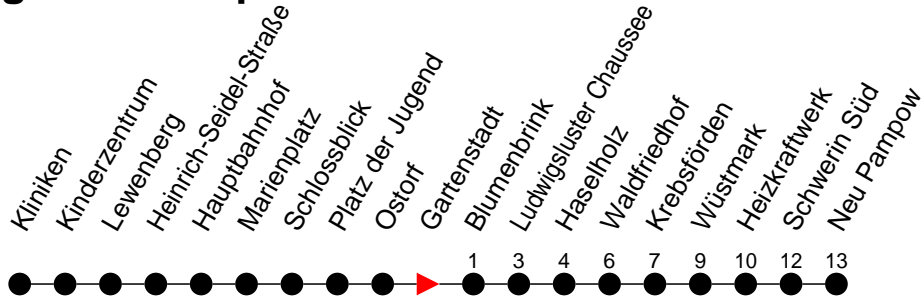 Kliniken
Kinderzentrum
Lewenberg
Heinrich-Seidel-Straße
Hauptbahnhof
Marienplatz
Schlossblick
Platz der Jugend
Ostorf
Gartenstadt
Blumenbrink
Ludwigsluster Chaussee
Haselholz
Waldfriedhof
Krebsförden
Wüstmark
Heizkraftwerk
Schwerin Süd
Neu Pampow
1 3 4 6 7 9 10 12 13